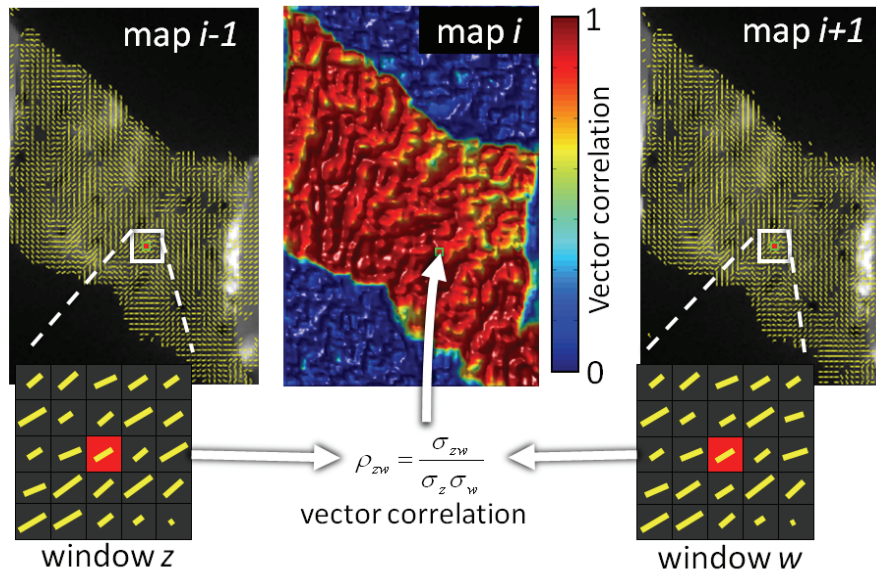 map i-1
map i
map i+1
1
Vector correlation
0
ρzw = σzw / σz σw
vector correlation
window z
window w